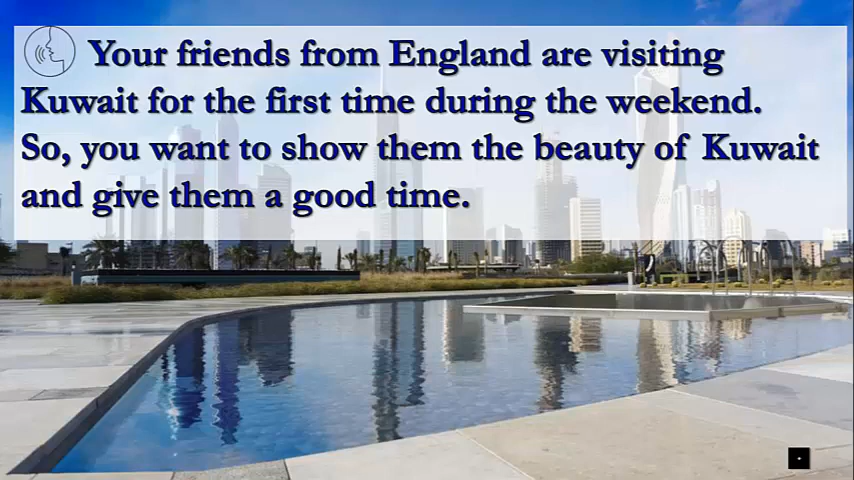 Your friends from England are visiting
Kuwait for the first time during the weekend.
So, you want to show them the beauty of Kuwait
and give them a good time.